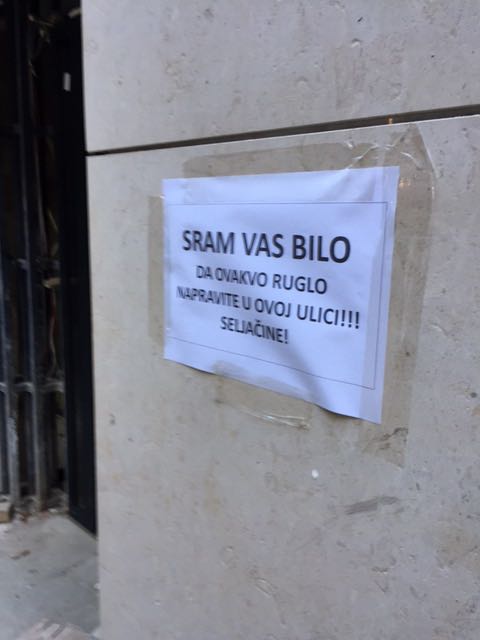 SRAM VAS BILO
DA OVAKVO RUGLO
NAPRAVITE U OVOJ ULICI!!!
SELJAČINE!